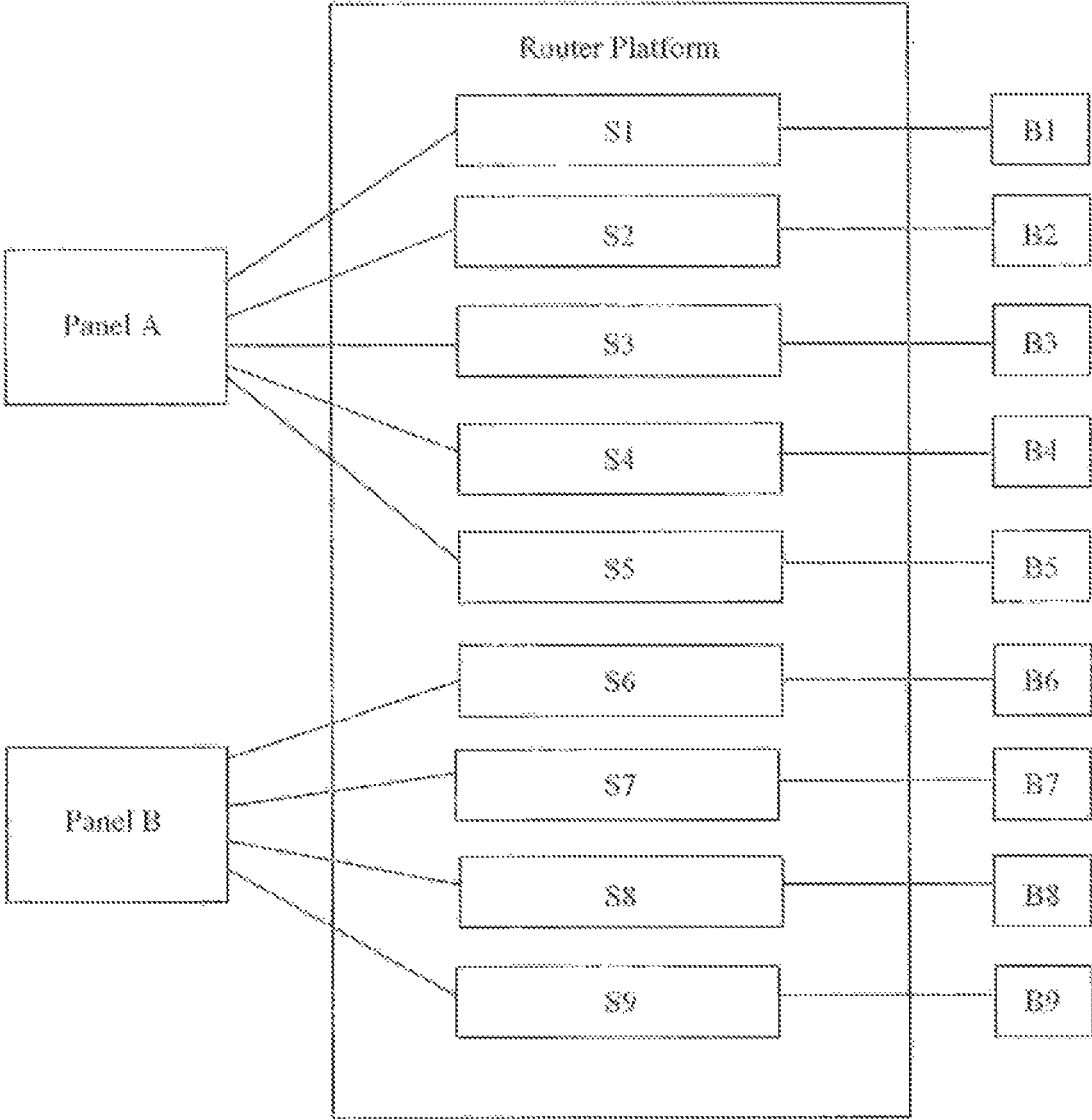 Router Platform
S1
B1
S2
B2
Panel A
S3
B3
S4
B4
S5
B5
S6
B6
Panel B
S7
B7
S8
B8
S9
B9